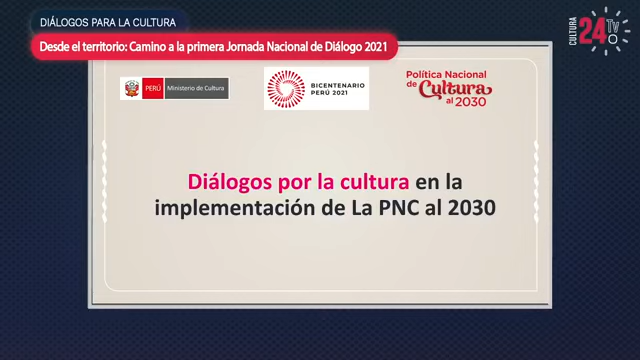 DIÁLOGOS PARA LA CULTURA
Desde el territorio: Camino a la primera Jornada Nacional de Diálogo 2021
CULTURA
24
TV
PERÚ
Ministerio de Cultura
BICENTENARIO
PERÚ 2021
Política Nacional
de Cultura
al 2030
Diálogos por la cultura en la
implementación de La PNC al 2030